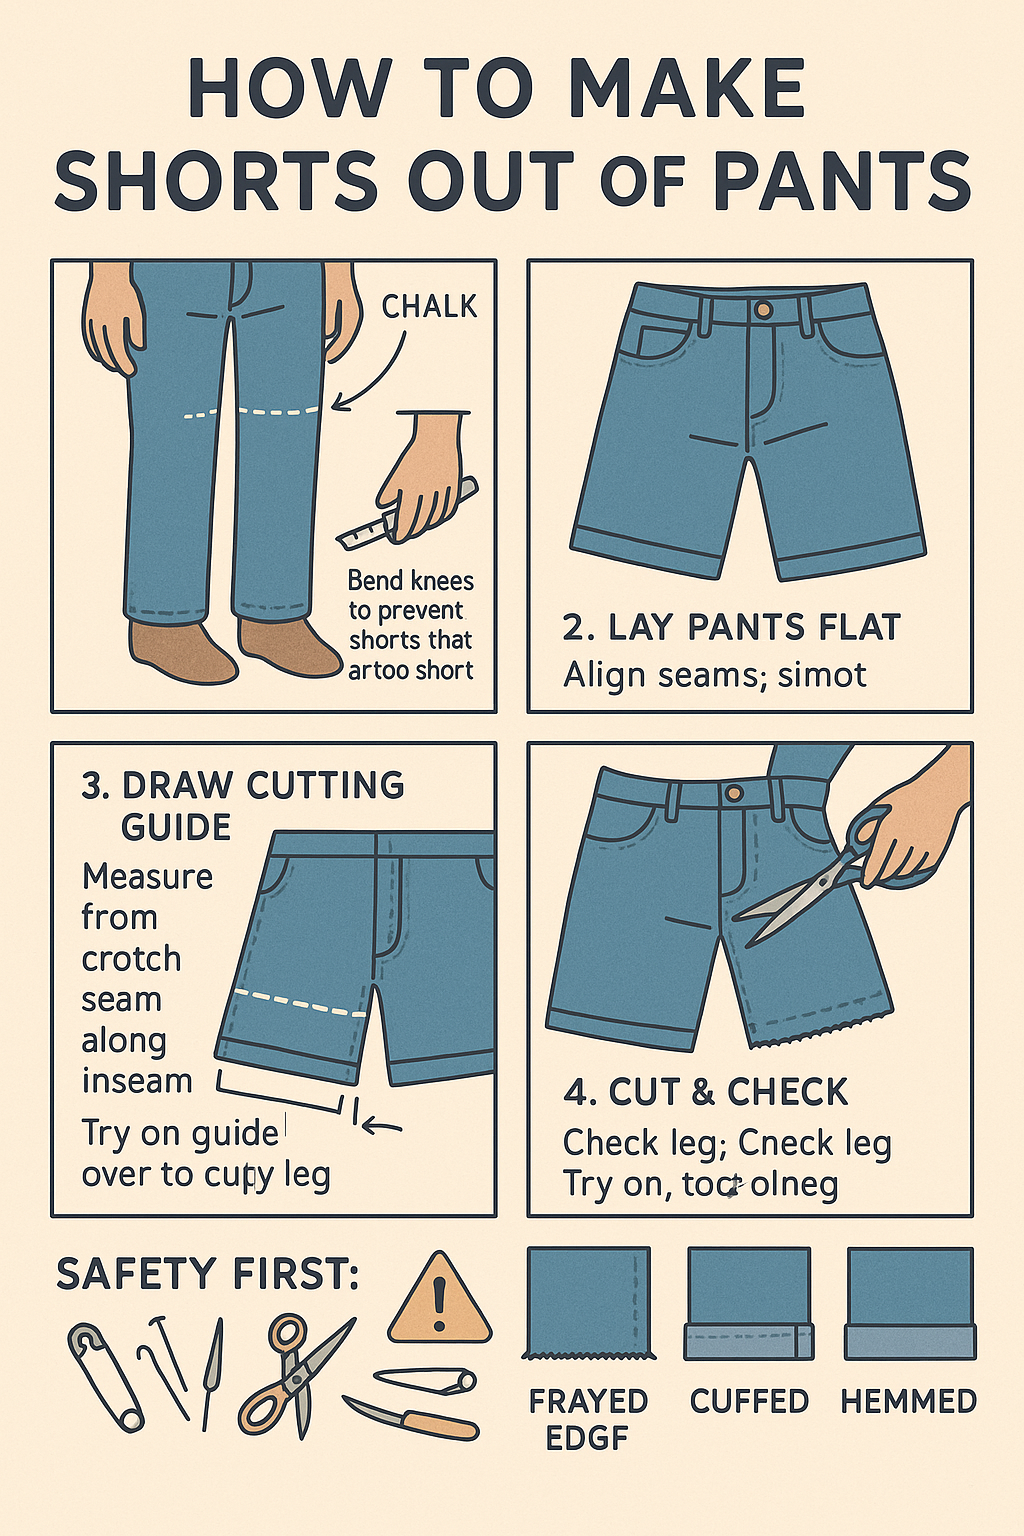 HOW TO MAKE
SHORTS OUT OF PANTS
CHALK
Bend knees
to prevent
shorts that
artoo short
2. LAY PANTS FLAT
Align seams; simot
3. DRAW CUTTING
GUIDE
Measure
from
crotch
seam
along
inseam
Try on guide
over to cupy leg
4. CUT & CHECK
Check leg; Cneck leg
Try on, toct olneg
SAFETY FIRST:
FRAYED
EDGF
CUFFED
HEMMED